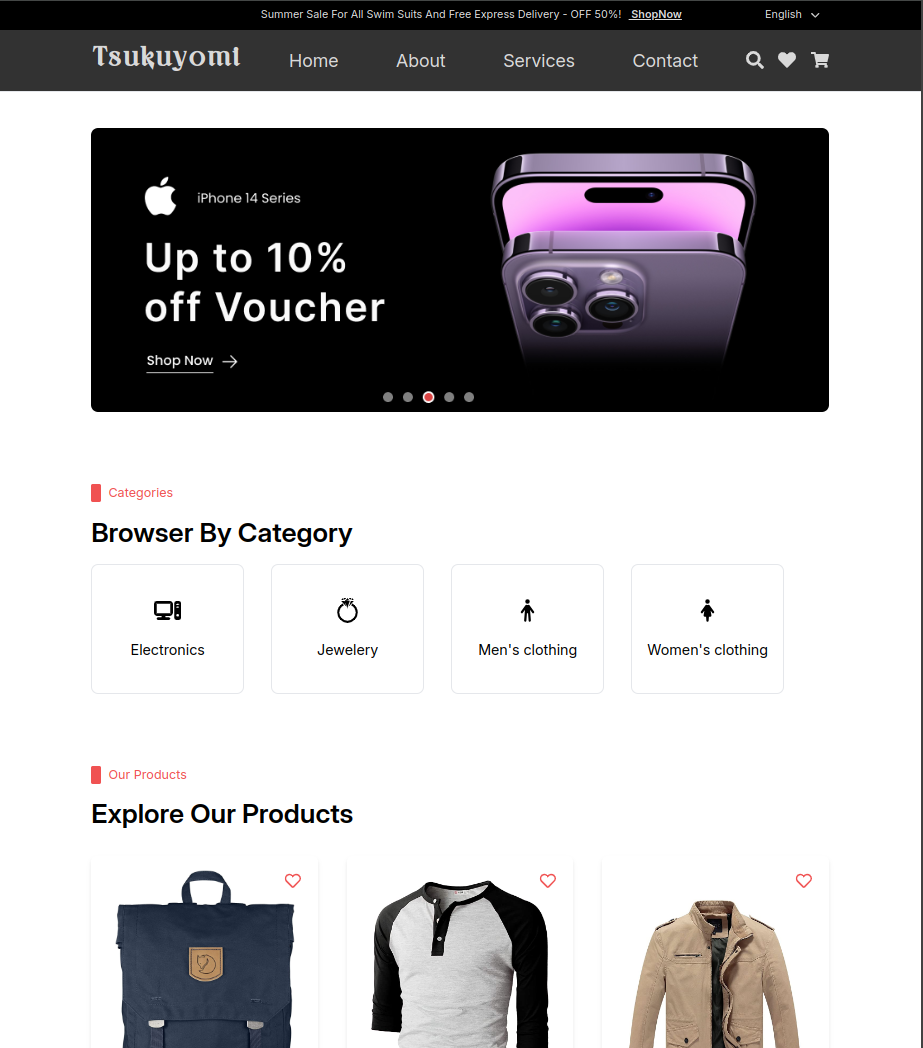 Summer Sale For All Swim Suits And Free Express Delivery - OFF 50%! ShopNow English
Tsukuyomi Home About Services Contact
iPhone 14 Series
Up to 10%
off Voucher
Shop Now
Categories
Browser By Category
Electronics Jewelery Men's clothing Women's clothing
Our Products
Explore Our Products